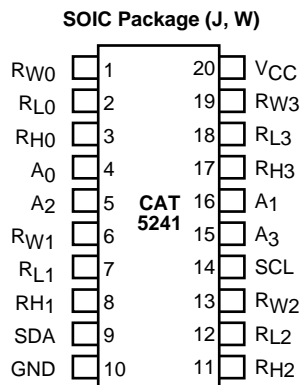 SOIC Package (J, W)
RW0 1 20 VCC
RL0 2 19 RW3
RH0 3 18 RL3
A0 4 17 RH3
A2 5 CAT 16 A1
RW1 6 5241 15 A3
RL1 7 14 SCL
RH1 8 13 RW2
SDA 9 12 RL2
GND 10 11 RH2